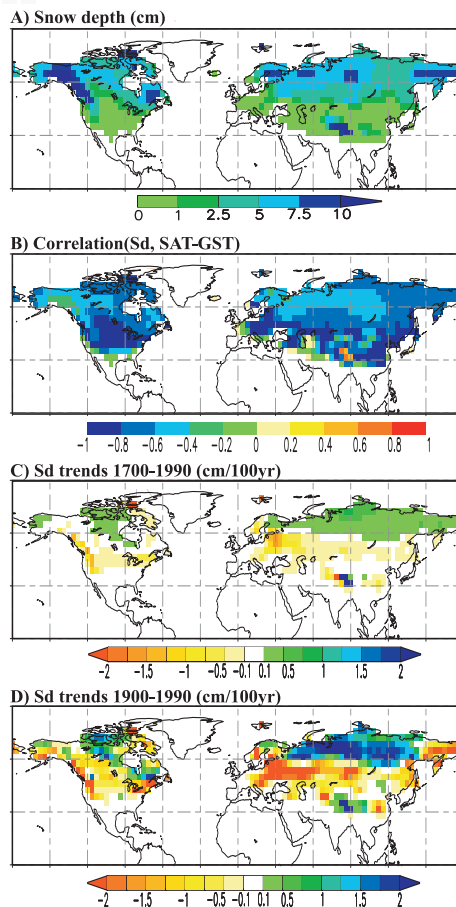 A) Snow depth (cm)
0 1 2.5 5 7.5 10
B) Correlation(Sd, SAT-GST)
-1 -0.8 -0.6 -0.4 -0.2 0 0.2 0.4 0.6 0.8 1
C) Sd trends 1700-1990 (cm/100yr)
-2 -1.5 -1 -0.5 -0.1 0.1 0.5 1 1.5 2
D) Sd trends 1900-1990 (cm/100yr)
-2 -1.5 -1 -0.5 -0.1 0.1 0.5 1 1.5 2